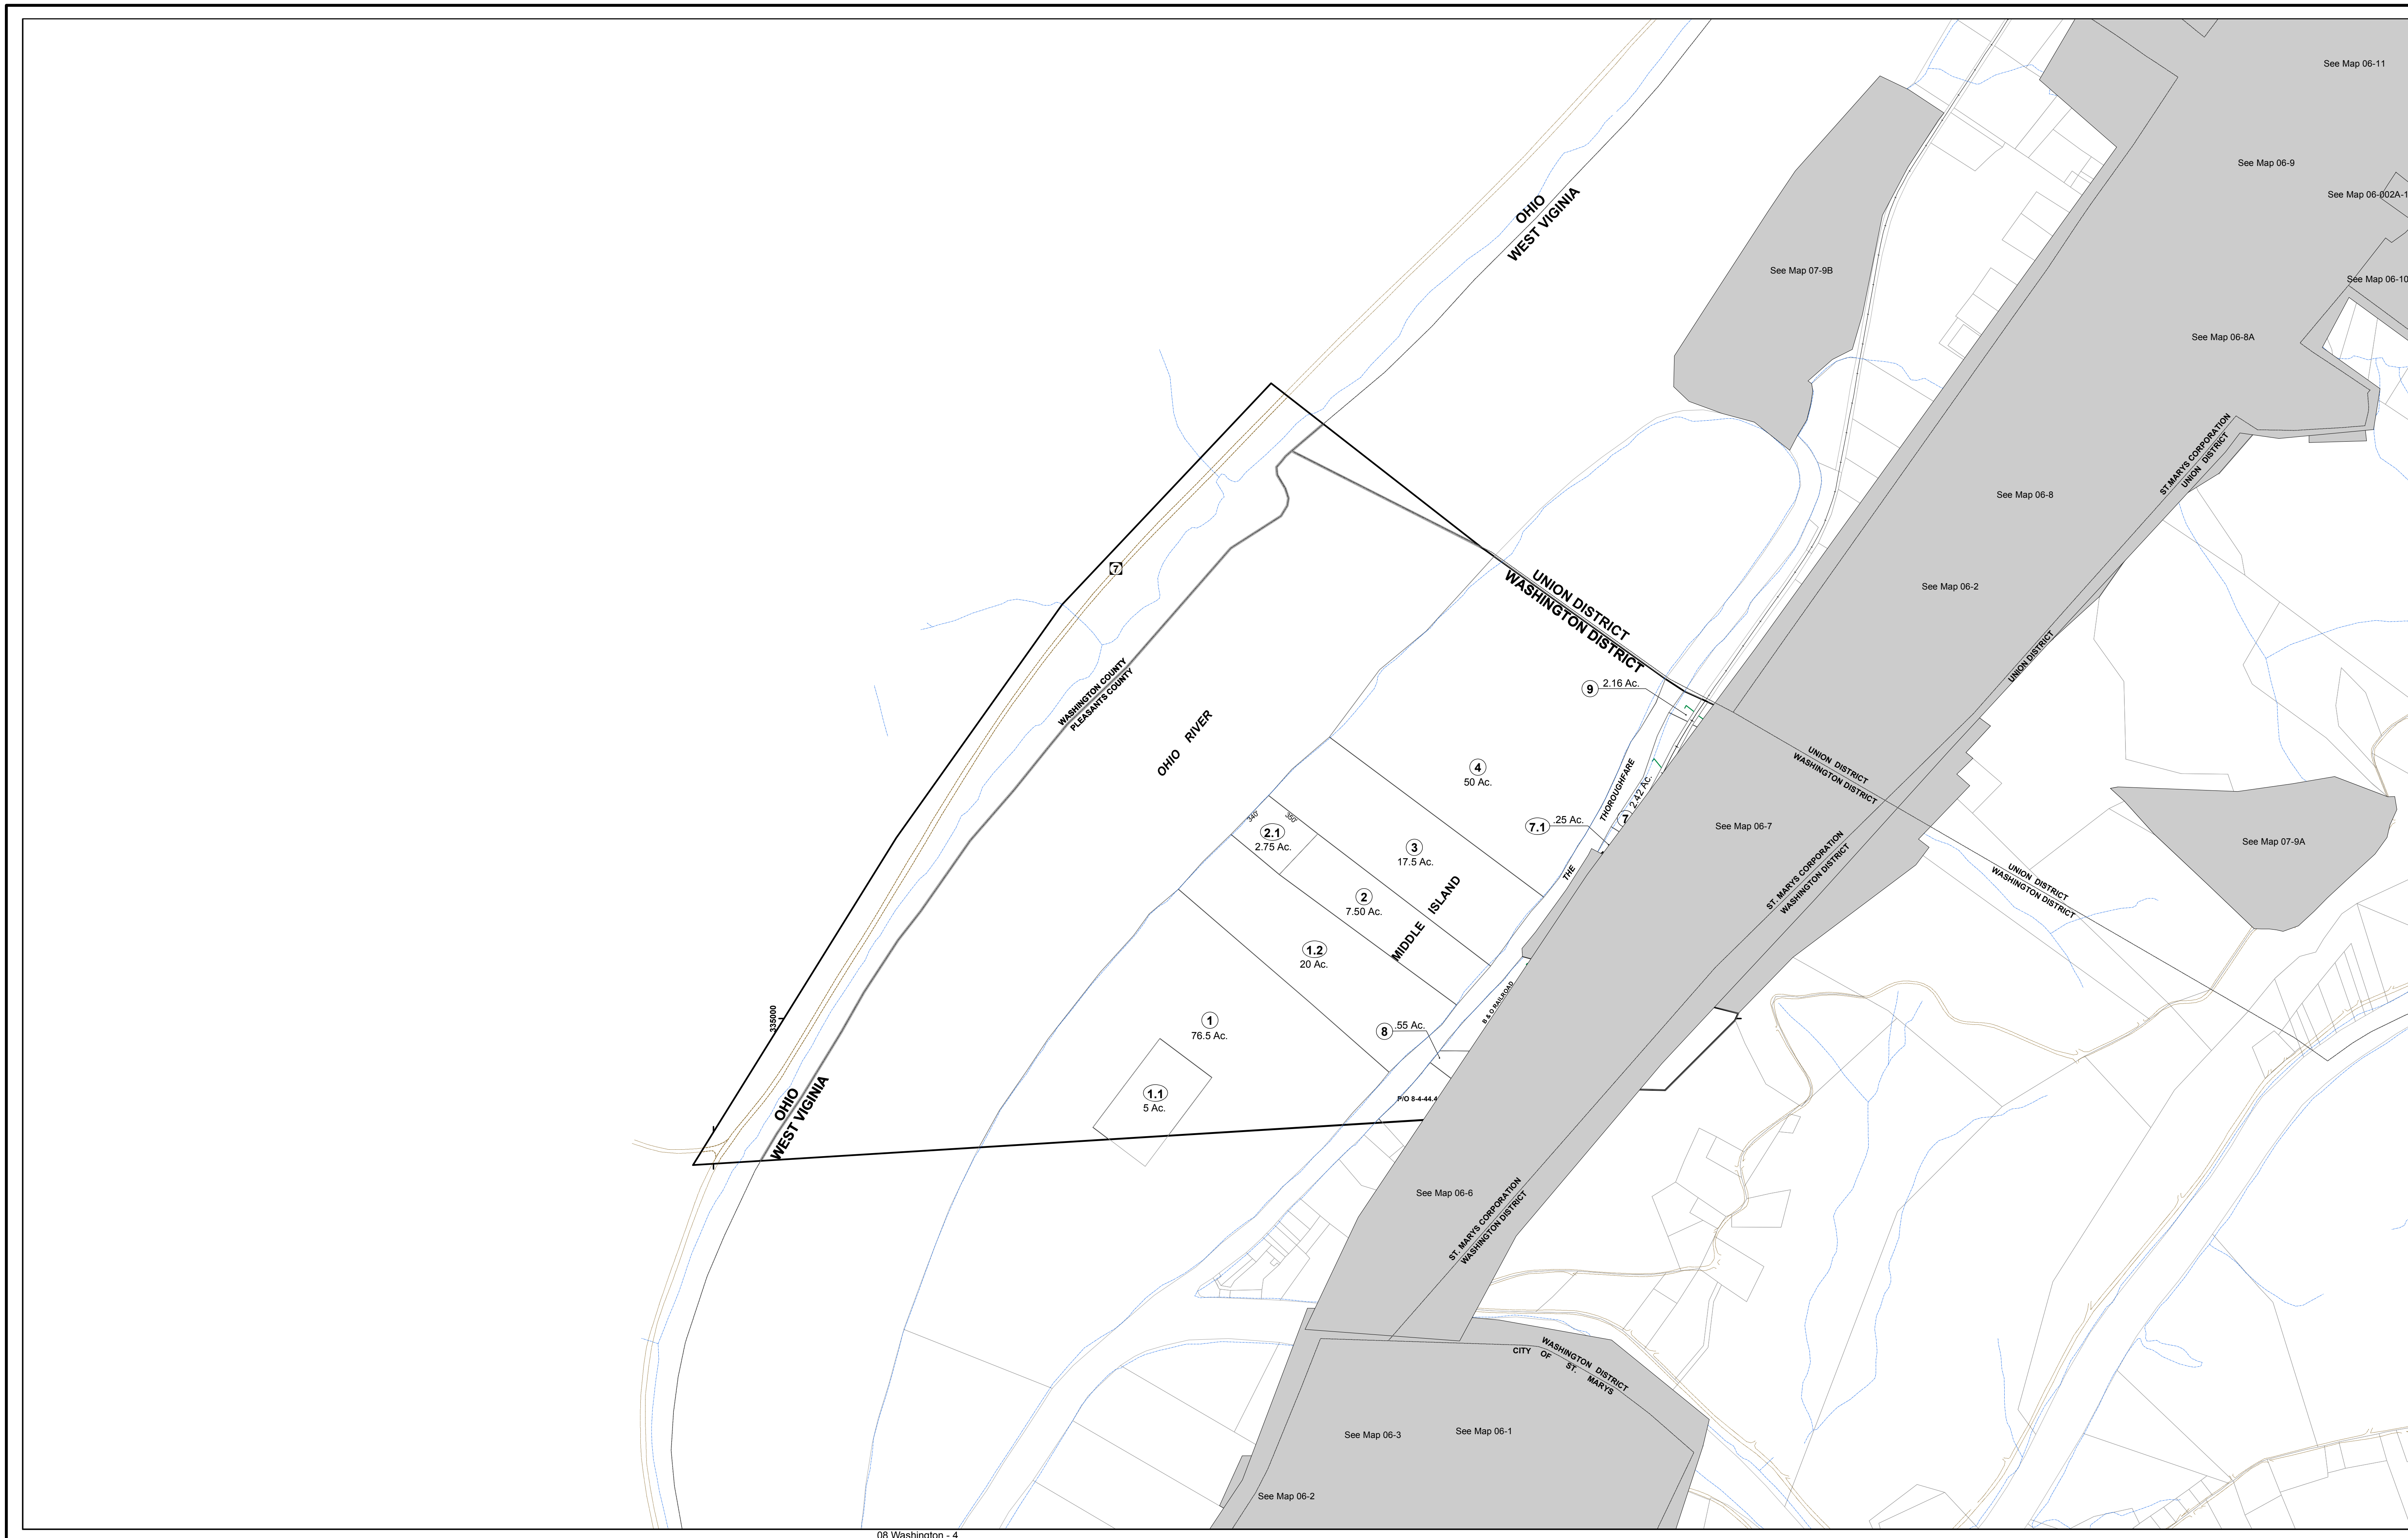 See Map 06-11
See Map 06-9
See Map 06-002A-1
OHIO
WEST VIGINIA
See Map 07-9B
See Map 06-10
See Map 06-8A
ST.MARYS CORPORATION
UNION DISTRICT
See Map 06-8
7
UNION DISTRICT
WASHINGTON DISTRICT
See Map 06-2
UNION DISTRICT
WASHINGTON COUNTY
PLEASANTS COUNTY
OHIO RIVER
9
2.16 Ac.
4
50 Ac.
UNION DISTRICT
WASHINGTON DISTRICT
THE THOROUGHFARE
7
2.42 Ac.
7.1
.25 Ac.
See Map 06-7
340'
350'
2.1
2.75 Ac.
3
17.5 Ac.
See Map 07-9A
ST. MARYS CORPORATION
WASHINGTON DISTRICT
UNION DISTRICT
WASHINGTON DISTRICT
2
7.50 Ac.
MIDDLE ISLAND
1.2
20 Ac.
B & O RAILROAD
335000
1
76.5 Ac.
8
.55 Ac.
1.1
5 Ac.
P/O 8-4-44.4
OHIO
WEST VIGINIA
See Map 06-6
ST. MARYS CORPORATION
WASHINGTON DISTRICT
WASHINGTON DISTRICT
CITY OF ST. MARYS
See Map 06-3
See Map 06-1
See Map 06-2
08 Washington - 4